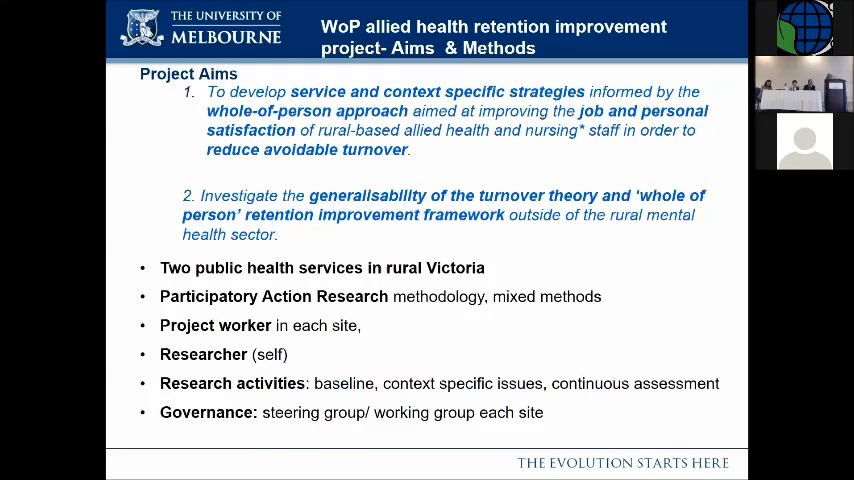 THE UNIVERSITY OF
MELBOURNE
WoP allied health retention improvement
project- Aims & Methods
Project Aims
1. To develop service and context specific strategies informed by the
whole-of-person approach aimed at improving the job and personal
satisfaction of rural-based allied health and nursing* staff in order to
reduce avoidable turnover.
2. Investigate the generalisability of the turnover theory and ‘whole of
person’ retention improvement framework outside of the rural mental
health sector.
• Two public health services in rural Victoria
• Participatory Action Research methodology, mixed methods
• Project worker in each site,
• Researcher (self)
• Research activities: baseline, context specific issues, continuous assessment
• Governance: steering group/ working group each site
THE EVOLUTION STARTS HERE